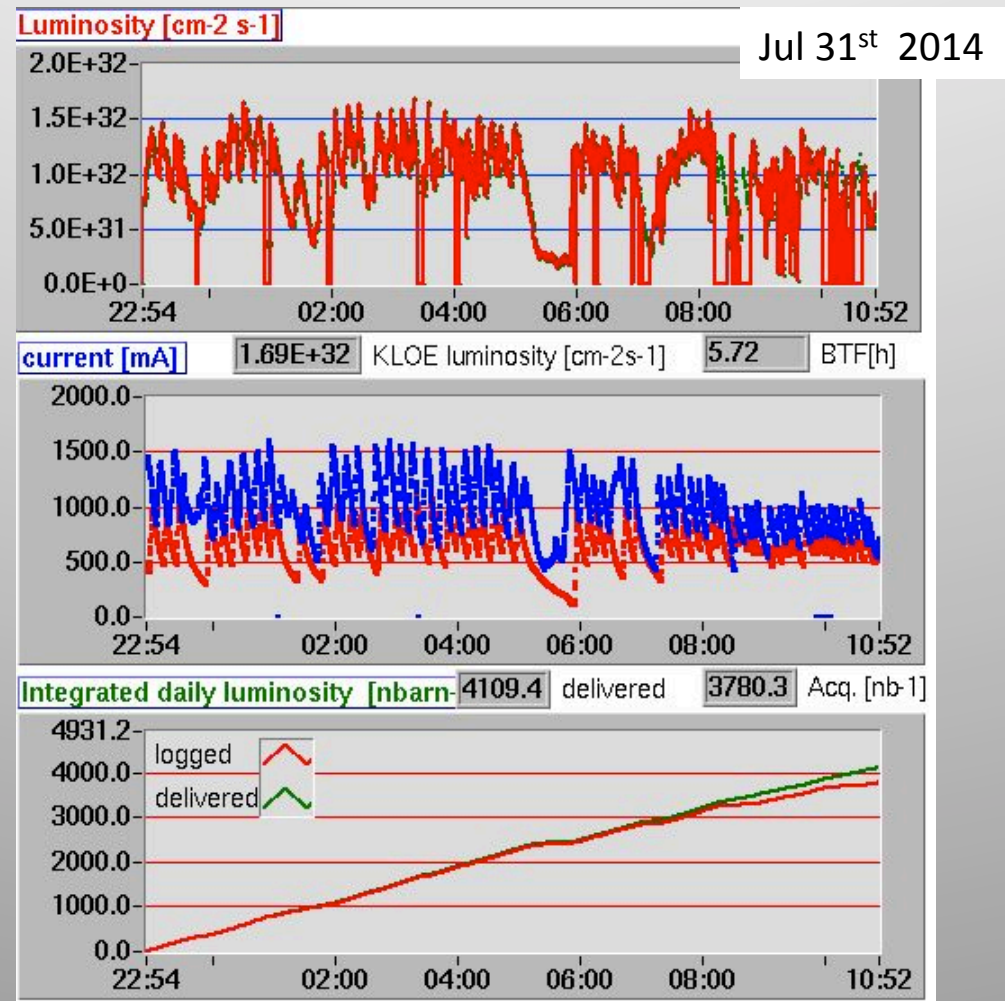 Luminosity [cm-2 s-1]
Jul 31st 2014
2.0E+32
1.5E+32
1.0E+32
5.0E+31
0.0E+0
22:54 02:00 04:00 06:00 08:00 10:52
current [mA] 1.69E+32 KLOE luminosity [cm-2s-1] 5.72 BTF[h]
2000.0
1500.0
1000.0
500.0
0.0
22:54 02:00 04:00 06:00 08:00 10:52
Integrated daily luminosity [nbarn- 4109.4 delivered 3780.3 Acq. [nb-1]
4931.2
logged
4000.0
delivered
3000.0
2000.0
1000.0
0.0
22:54 02:00 04:00 06:00 08:00 10:52